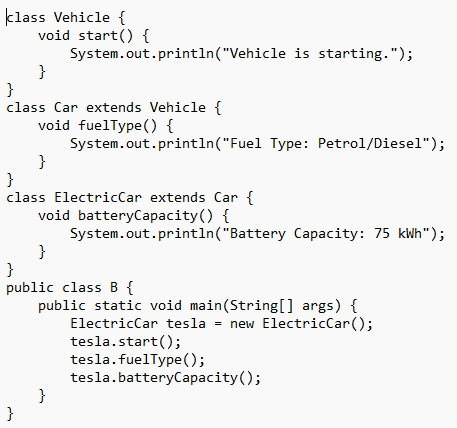 class Vehicle {
    void start() {
        System.out.println("Vehicle is starting.");
    }
}
class Car extends Vehicle {
    void fuelType() {
        System.out.println("Fuel Type: Petrol/Diesel");
    }
}
class ElectricCar extends Car {
    void batteryCapacity() {
        System.out.println("Battery Capacity: 75 kWh");
    }
}
public class B {
    public static void main(String[] args) {
        ElectricCar tesla = new ElectricCar();
        tesla.start();
        tesla.fuelType();
        tesla.batteryCapacity();
    }
}